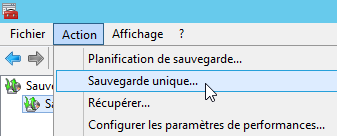 Fichier Action Affichage ?
Planification de sauvegarde...
Sauvegarde unique...
Récupérer...
Configurer les paramètres de performances...